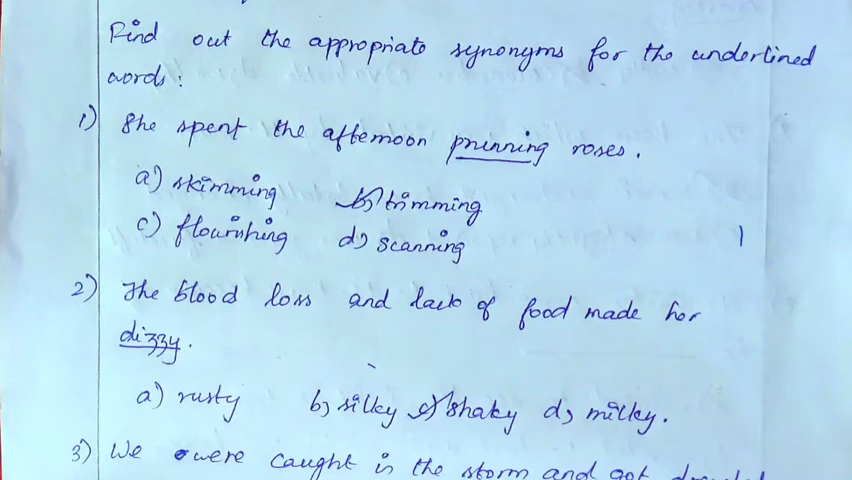 Find out the appropriate synonyms for the underlined
words:
1) She spent the afternoon prunning roses.
a) skimming b) trimming
c) flourishing d) scanning
2) The blood loss and lack of food made her
dizzy.
a) rusty b) silky c) shaky d) milky.
3) We were caught in the storm and got